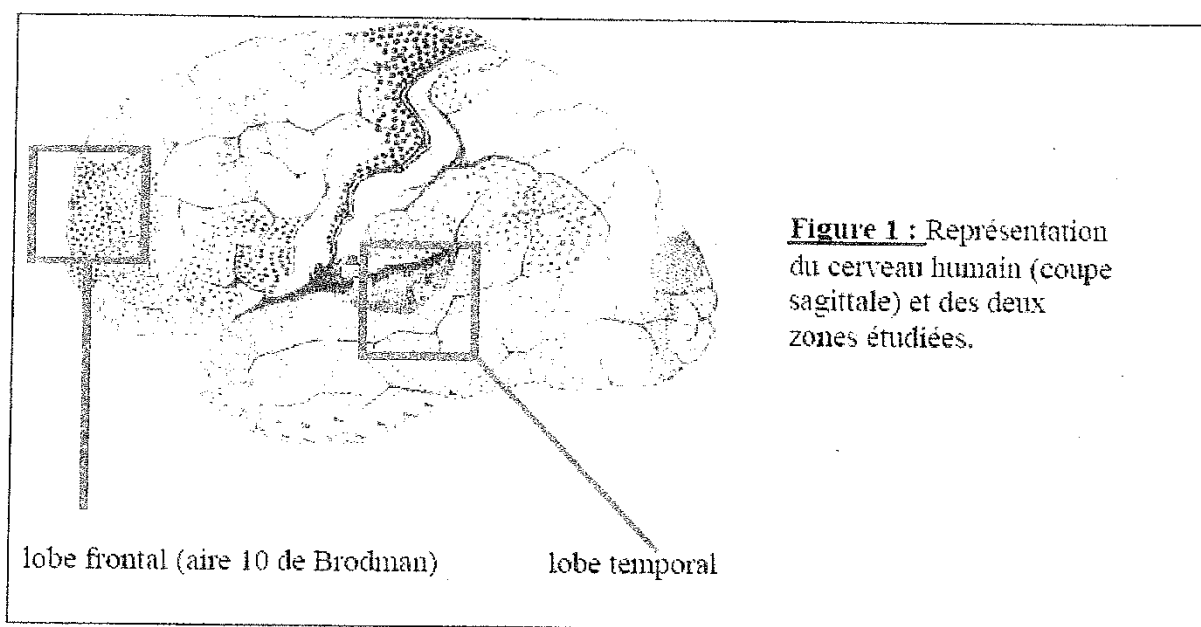 Figure 1 : Représentation
du cerveau humain (coupe
sagittale) et des deux
zones étudiées.
lobe frontal (aire 10 de Brodman)
lobe temporal